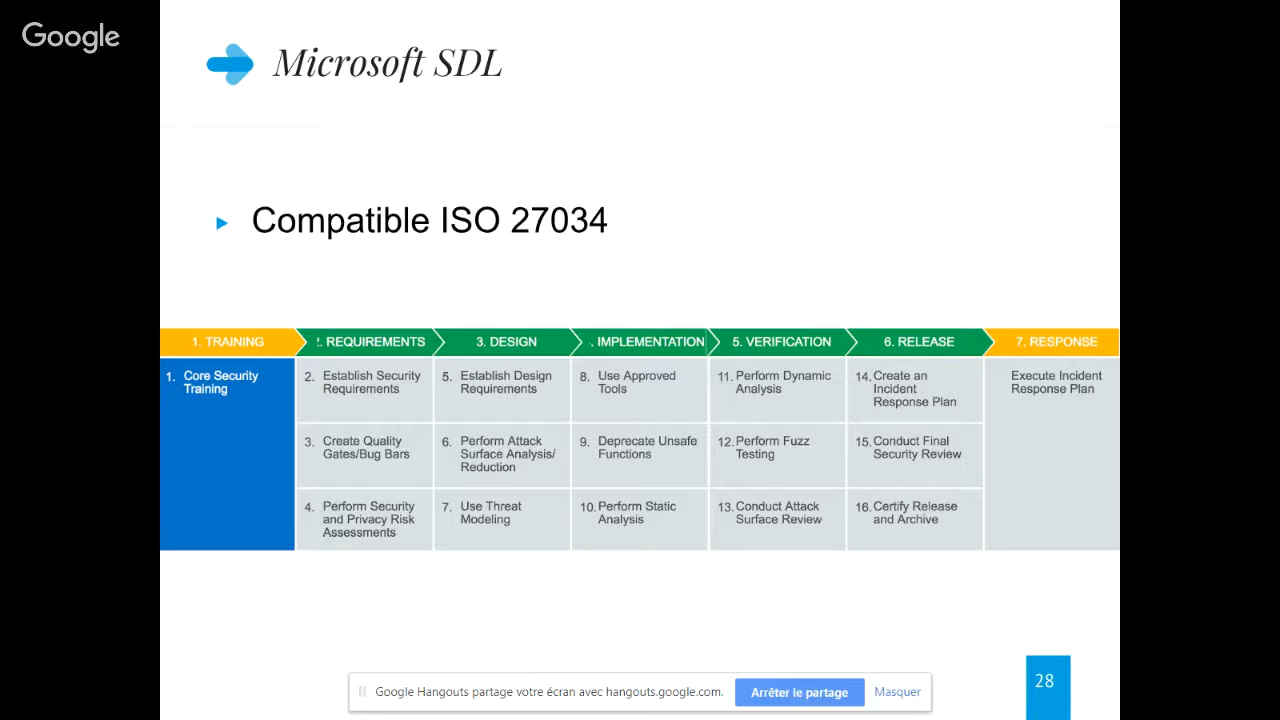 Google
Microsoft SDL
Compatible ISO 27034
1. TRAINING
. REQUIREMENTS
3. DESIGN
. IMPLEMENTATION
5. VERIFICATION
6. RELEASE
7. RESPONSE
1. Core Security
Training
2. Establish Security
Requirements
3. Create Quality
Gates/Bug Bars
4. Perform Security
and Privacy Risk
Assessments
5. Establish Design
Requirements
6. Perform Attack
Surface Analysis/
Reduction
7. Use Threat
Modeling
8. Use Approved
Tools
9. Deprecate Unsafe
Functions
10. Perform Static
Analysis
11. Perform Dynamic
Analysis
12. Perform Fuzz
Testing
13. Conduct Attack
Surface Review
14. Create an
Incident
Response Plan
15. Conduct Final
Security Review
16. Certify Release
and Archive
Execute Incident
Response Plan
28
Google Hangouts partage votre écran avec hangouts.google.com.
Arrêter le partage
Masquer